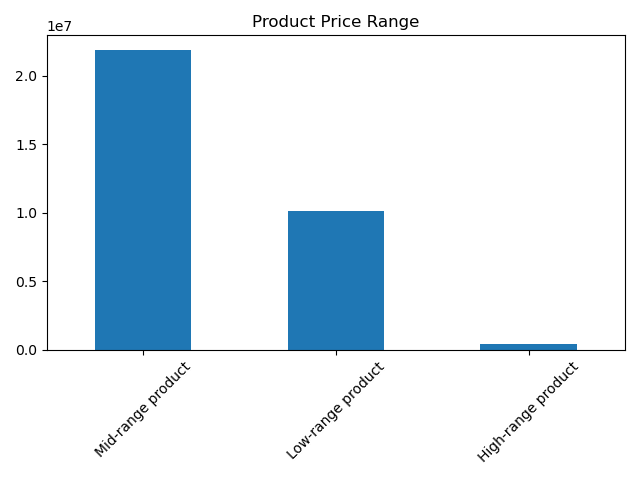 Product Price Range
1e7
2.0
1.5
1.0
0.5
0.0
Mid-range product
Low-range product
High-range product